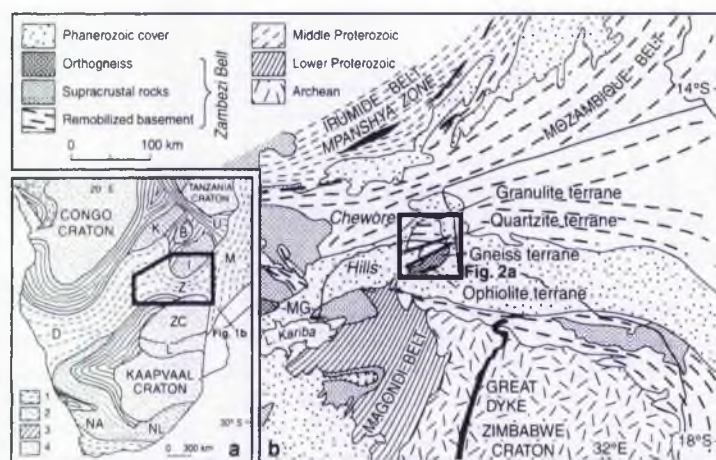 Phanerozoic cover
Orthogneiss
Supracrustal rocks
Remobilized basement
Zambezi Belt
Middle Proterozoic
Lower Proterozoic
Archean
0 100 km
IRUMIDE BELT
MPANSHYA ZONE
MOZAMBIQUE BELT
14°S
Granulite terrane
Chewore
Quartzite terrane
Gneiss terrane
Fig. 2a
Hills
Ophiolite terrane
MG
L. Kariba
MAGONDI BELT
GREAT
DYKE
ZIMBABWE
CRATON
32°E
18°S
b
20 E
TANZANIA
CRATON
CONGO
CRATON
K
B
U
I
M
Z
D
ZC
L
Fig. 1b
KAAPVAAL
CRATON
NA
NL
30° S
1
2
3
4
0 300 km
a